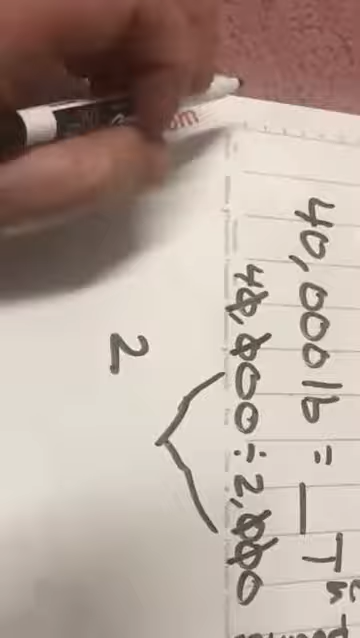 40,000 lb = __ T
40,000 ÷ 2,000
2